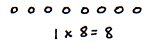 1 × 8 = 8